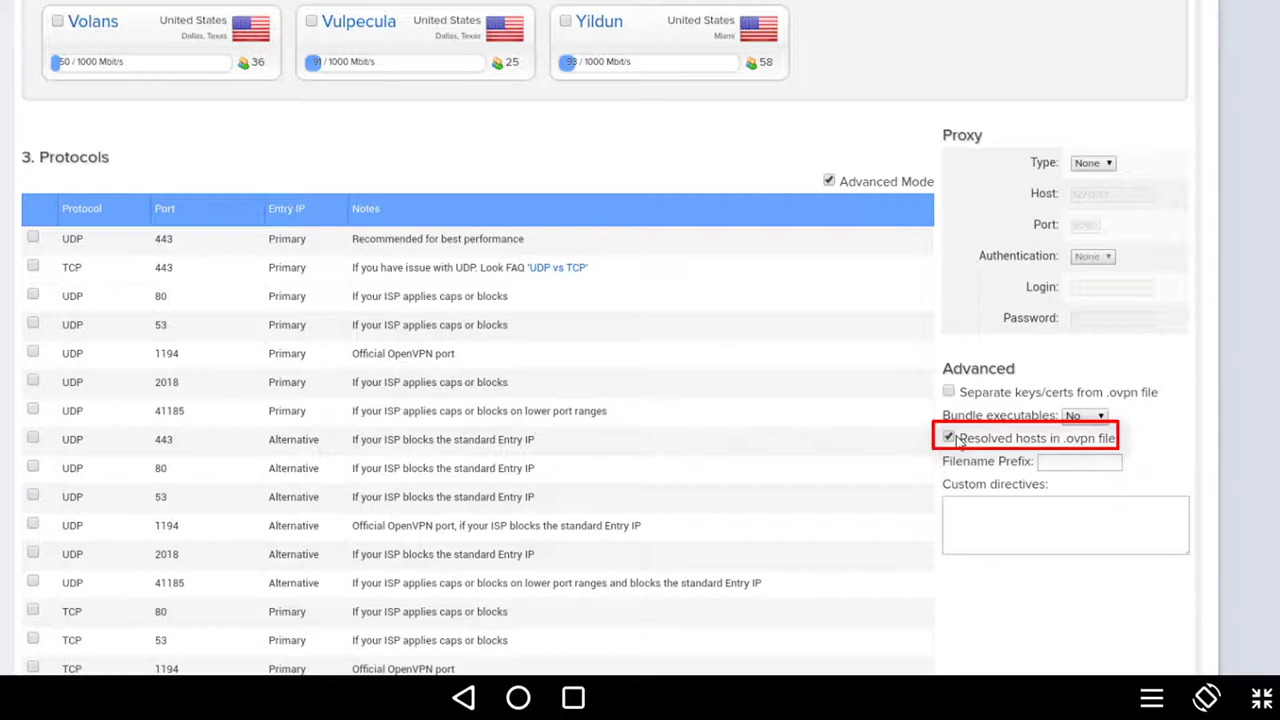 Volans United States
Dallas, Texas
50 / 1000 Mbit/s 36
Vulpecula United States
Dallas, Texas
91 / 1000 Mbit/s 25
Yildun United States
Miami
93 / 1000 Mbit/s 58
3. Protocols
Advanced Mode
Protocol Port Entry IP Notes
UDP 443 Primary Recommended for best performance
TCP 443 Primary If you have issue with UDP. Look FAQ 'UDP vs TCP'
UDP 80 Primary If your ISP applies caps or blocks
UDP 53 Primary If your ISP applies caps or blocks
UDP 1194 Primary Official OpenVPN port
UDP 2018 Primary If your ISP applies caps or blocks
UDP 41185 Primary If your ISP applies caps or blocks on lower port ranges
UDP 443 Alternative If your ISP blocks the standard Entry IP
UDP 80 Alternative If your ISP blocks the standard Entry IP
UDP 53 Alternative If your ISP blocks the standard Entry IP
UDP 1194 Alternative Official OpenVPN port, if your ISP blocks the standard Entry IP
UDP 2018 Alternative If your ISP blocks the standard Entry IP
UDP 41185 Alternative If your ISP applies caps or blocks on lower port ranges and blocks the standard Entry IP
TCP 80 Primary If your ISP applies caps or blocks
TCP 53 Primary If your ISP applies caps or blocks
TCP 1194 Primary Official OpenVPN port
Proxy
Type: None
Host:
Port:
Authentication: None
Login:
Password:
Advanced
Separate keys/certs from .ovpn file
Bundle executables: No
Resolved hosts in .ovpn file
Filename Prefix:
Custom directives: